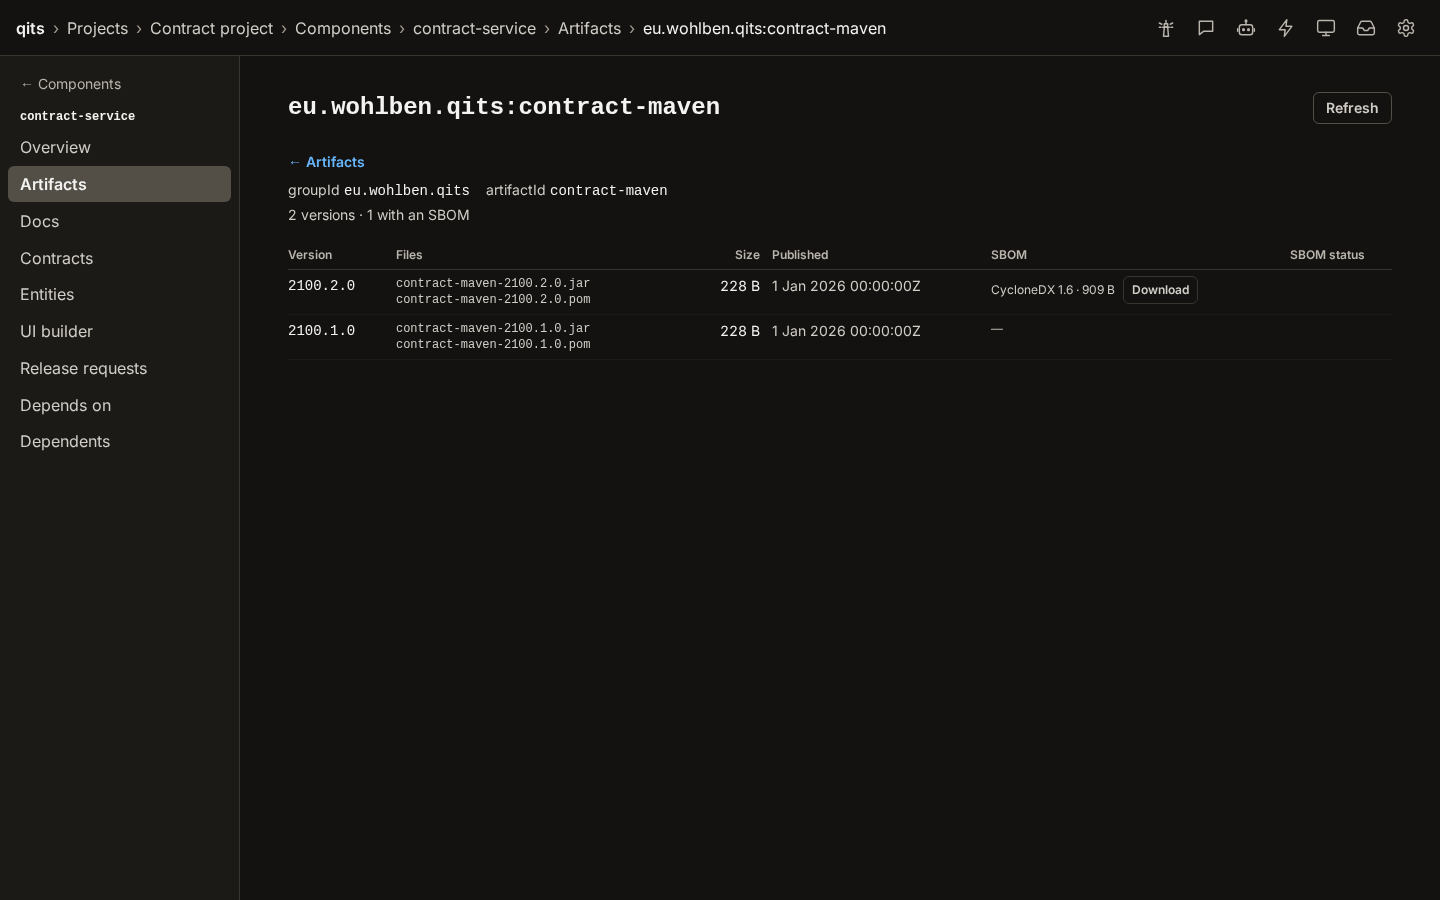 qits › Projects › Contract project › Components › contract-service › Artifacts › eu.wohlben.qits:contract-maven
← Components
contract-service
Overview
Artifacts
Docs
Contracts
Entities
UI builder
Release requests
Depends on
Dependents
eu.wohlben.qits:contract-maven
Refresh
← Artifacts
groupId eu.wohlben.qits artifactId contract-maven
2 versions · 1 with an SBOM
Version Files Size Published SBOM SBOM status
2100.2.0 contract-maven-2100.2.0.jar 228 B 1 Jan 2026 00:00:00Z CycloneDX 1.6 · 909 B Download
contract-maven-2100.2.0.pom
2100.1.0 contract-maven-2100.1.0.jar 228 B 1 Jan 2026 00:00:00Z —
contract-maven-2100.1.0.pom